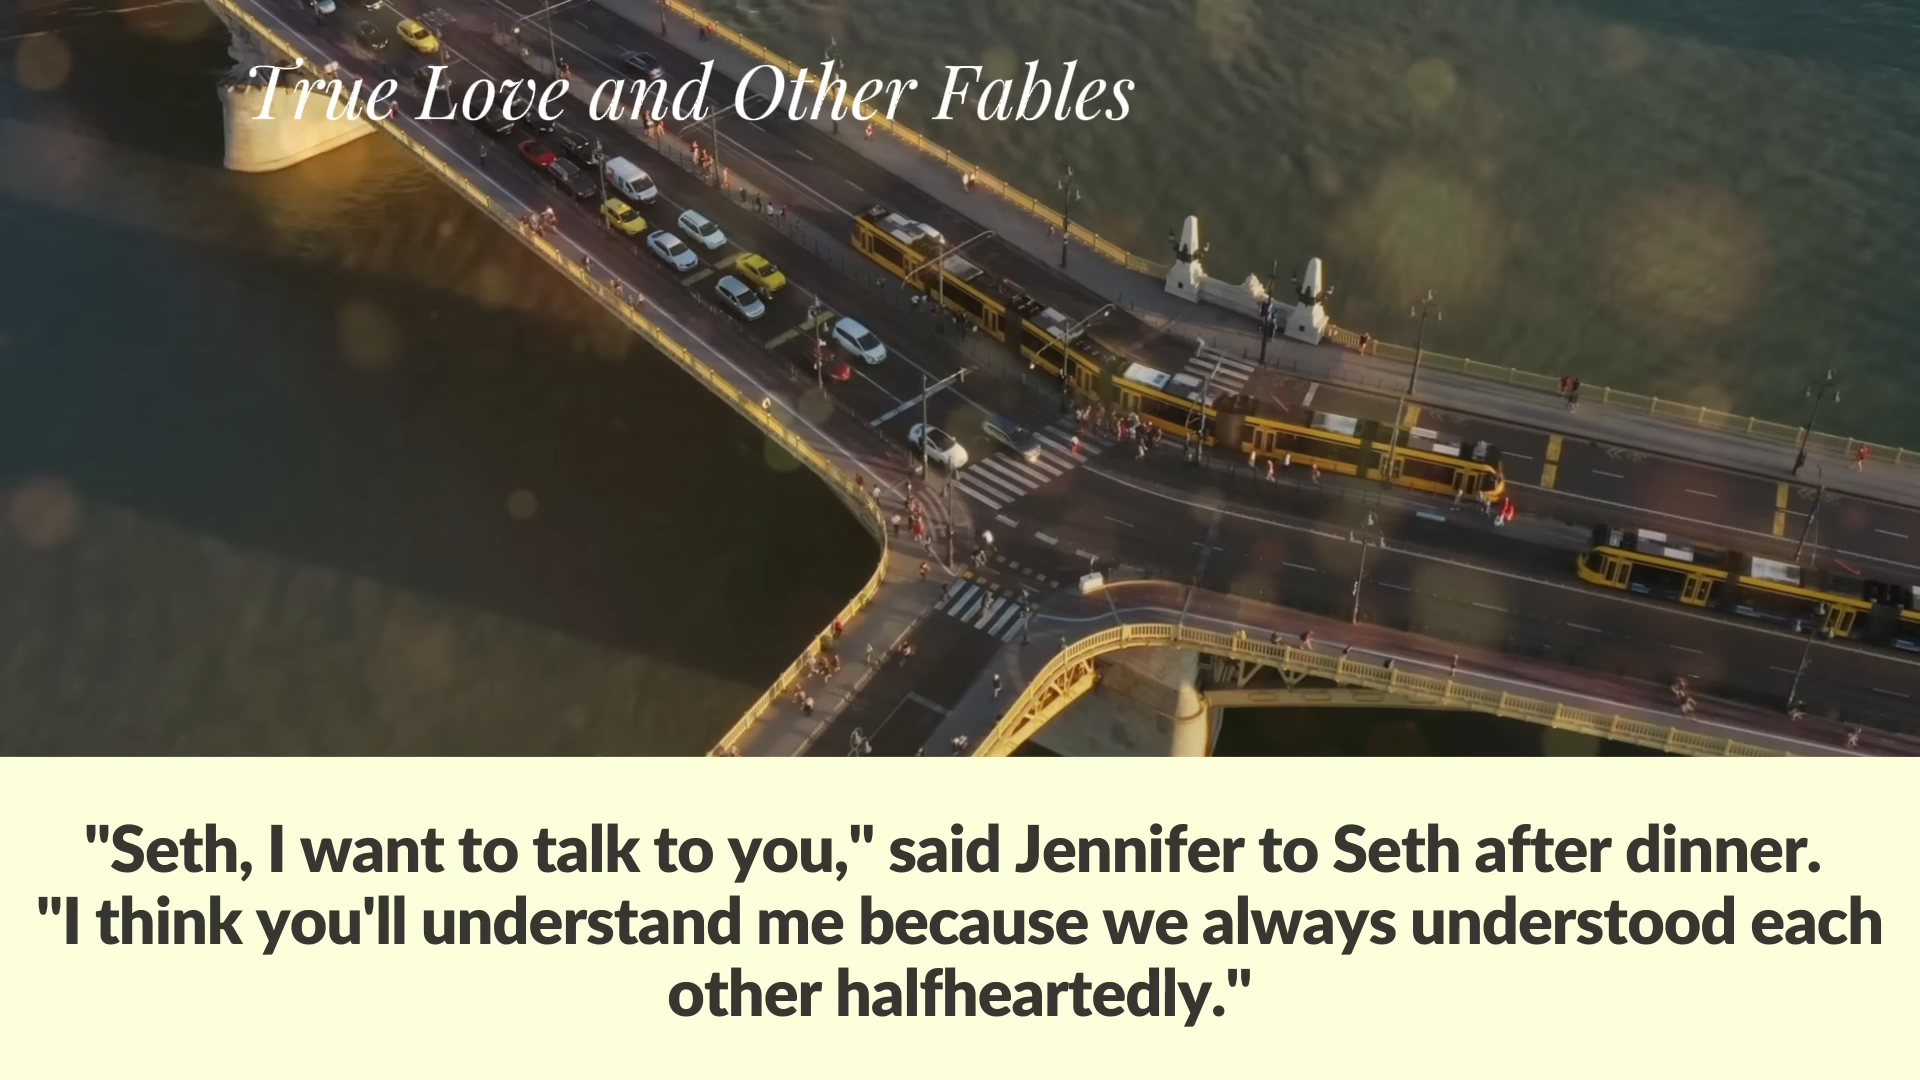 True Love and Other Fables
"Seth, I want to talk to you," said Jennifer to Seth after dinner.
"I think you'll understand me because we always understood each
other halfheartedly."